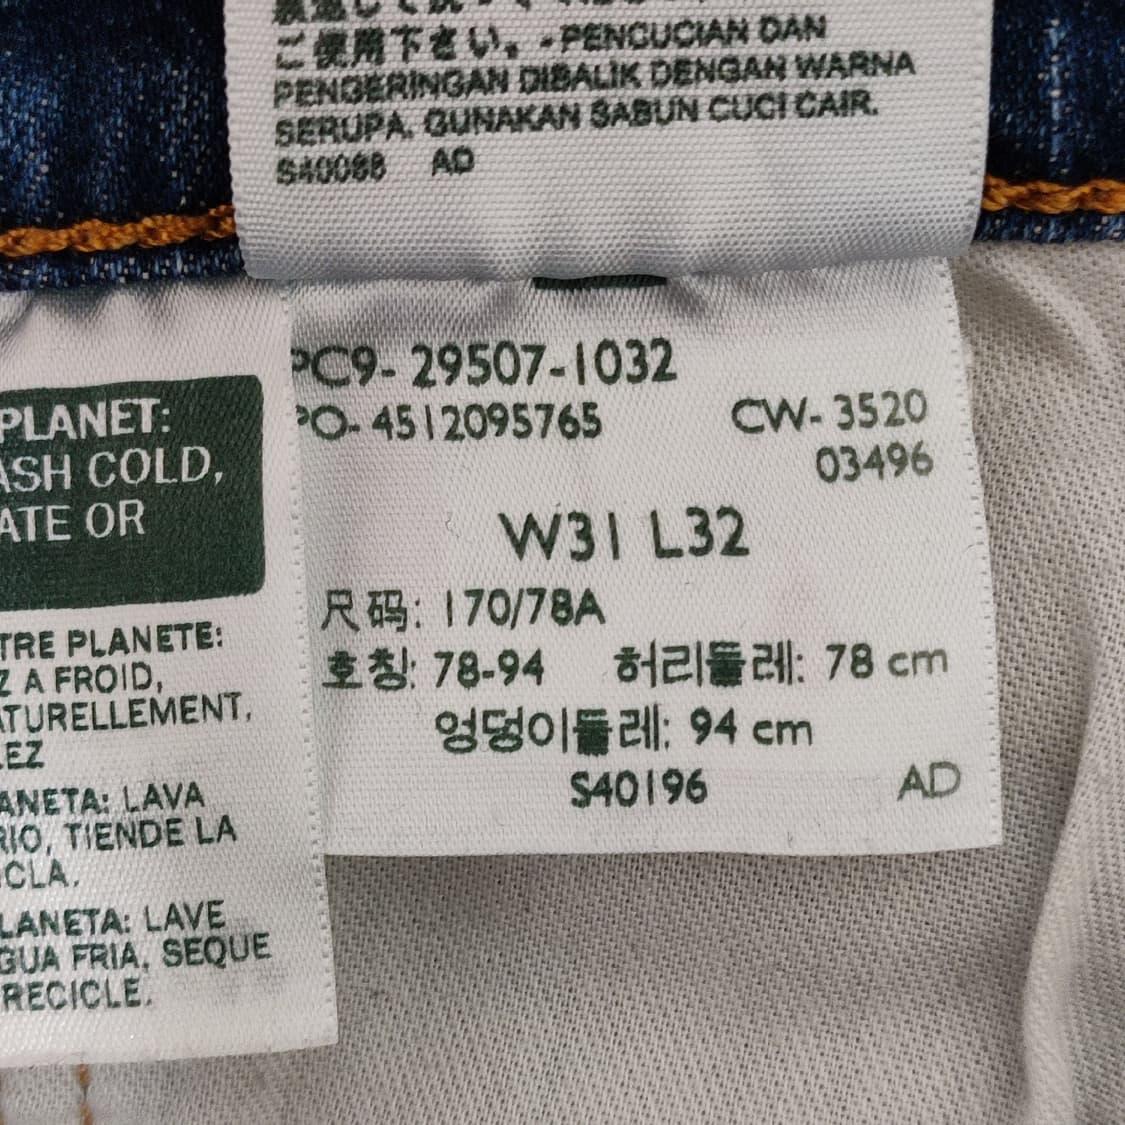 ご使用下さい。-PENCUCIAN DAN
PENGERINGAN DIBALIK DENGAN WARNA
SERUPA. GUNAKAN SABUN CUCI CAIR.
S40088 AD
PC9- 29507-1032
PO- 4512095765 CW- 3520
03496
W31 L32
尺码: 170/78A
호칭: 78-94 허리둘레: 78 cm
엉덩이둘레: 94 cm
S40196 AD
PLANET:
ASH COLD,
ATE OR
TRE PLANETE:
Z A FROID,
ATURELLEMENT,
LEZ
ANETA: LAVA
RIO, TIENDE LA
CLA.
LANETA: LAVE
GUA FRIA, SEQUE
RECICLE.